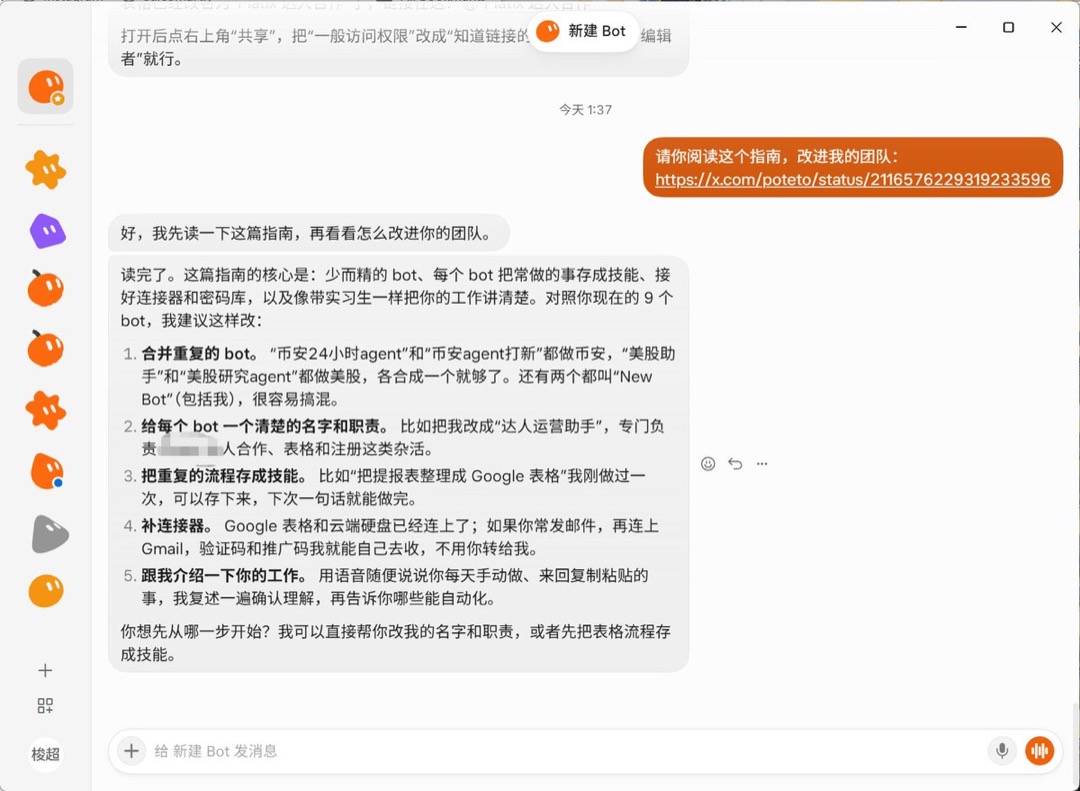 打开后点右上角“共享”，把“一般访问权限”改成“知道链接的
编辑
者”就行。
新建 Bot
今天 1:37
请你阅读这个指南，改进我的团队：
https://x.com/poteto/status/2116576229319233596
好，我先读一下这篇指南，再看看怎么改进你的团队。
读完了。这篇指南的核心是：少而精的 bot、每个 bot 把常做的事存成技能、接
好连接器和密码库，以及像带实习生一样把你的工作讲清楚。对照你现在的 9 个
bot，我建议这样改：
1. 合并重复的 bot。 “币安24小时agent”和“币安agent打新”都做币安，“美股助
手”和“美股研究agent”都做美股，各合成一个就够了。还有两个都叫“New
Bot”（包括我），很容易搞混。
2. 给每个 bot 一个清楚的名字和职责。 比如把我改成“达人运营助手”，专门负
责 人合作、表格和注册这类杂活。
3. 把重复的流程存成技能。 比如“把提报表整理成 Google 表格”我刚做过一
次，可以存下来，下次一句话就能做完。
4. 补连接器。 Google 表格和云端硬盘已经连上了；如果你常发邮件，再连上
Gmail，验证码和推广码我就能自己去收，不用你转给我。
5. 跟我介绍一下你的工作。 用语音随便说说你每天手动做、来回复制粘贴的
事，我复述一遍确认理解，再告诉你哪些能自动化。
你想先从哪一步开始？我可以直接帮你改我的名字和职责，或者先把表格流程存
成技能。
给 新建 Bot 发消息
梭超